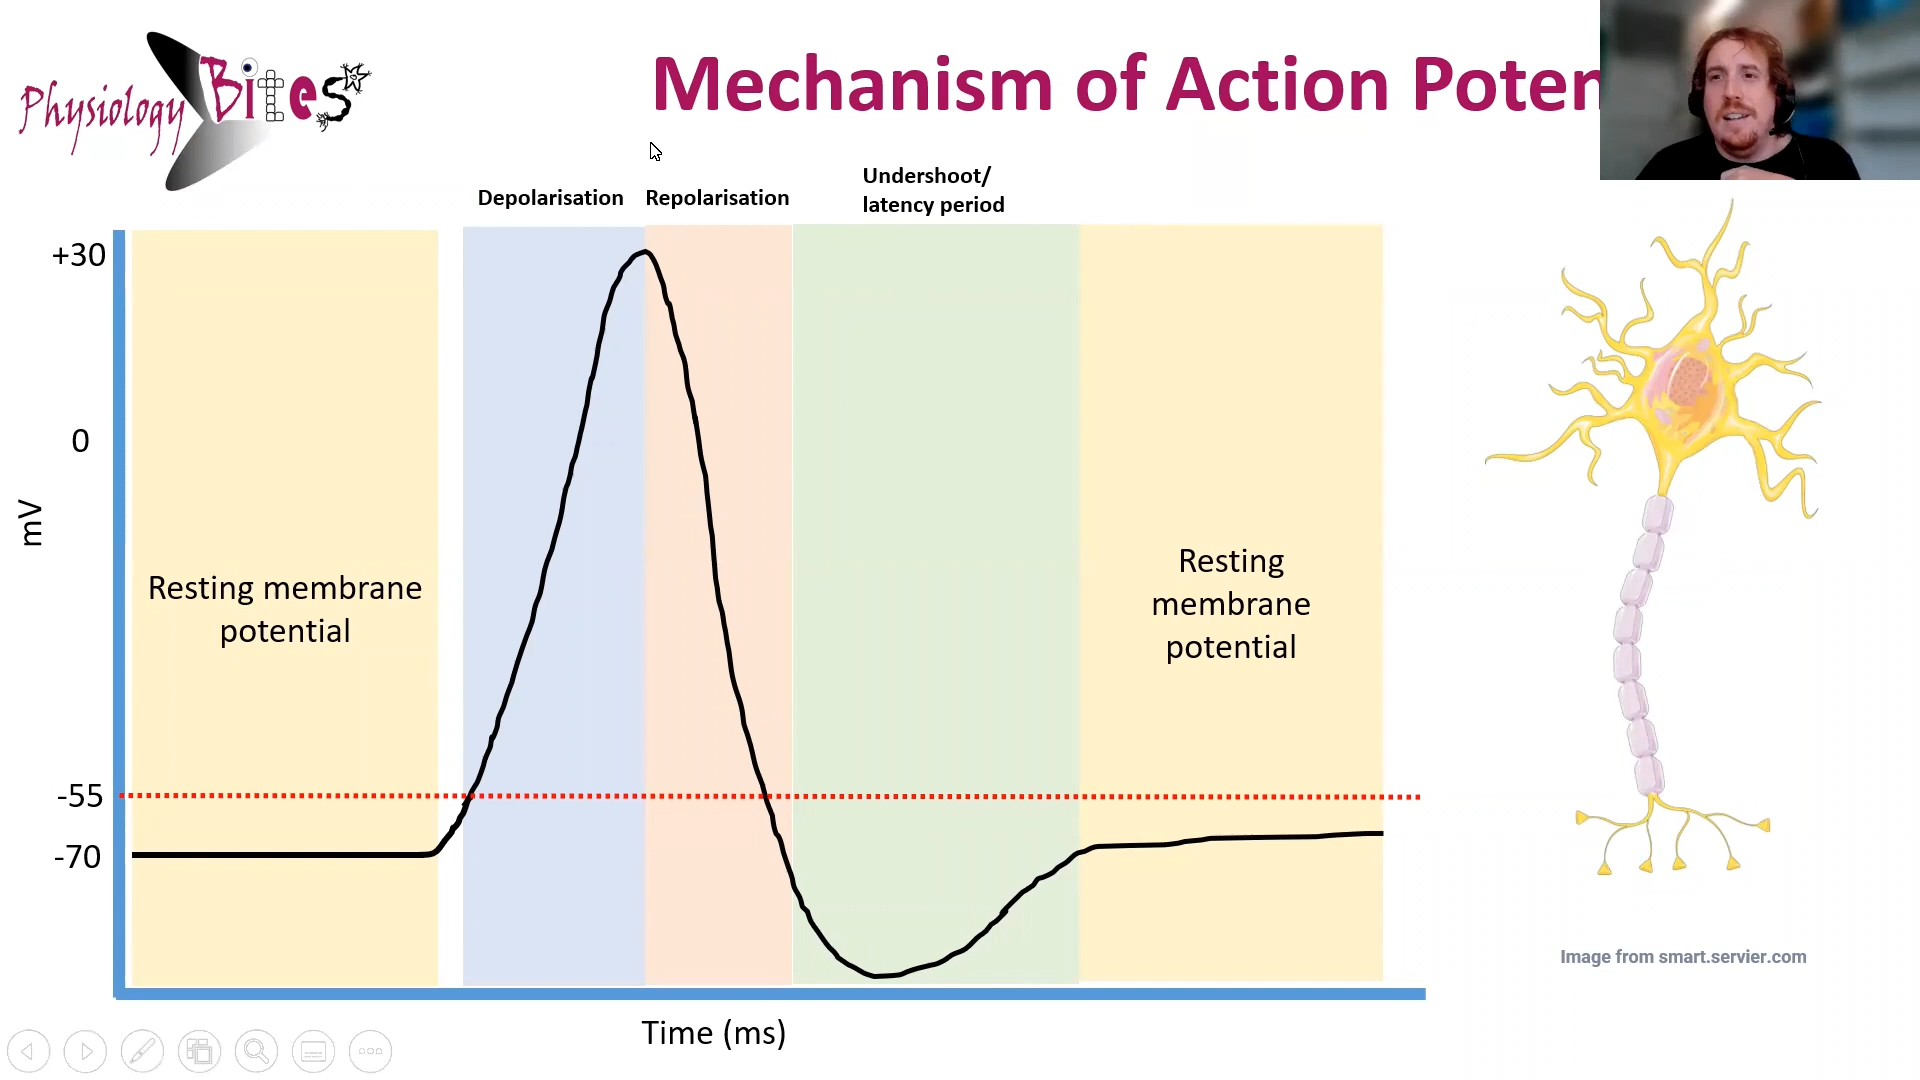 Physiology Bites
Mechanism of Action Poten
Depolarisation
Repolarisation
Undershoot/
latency period
+30
0
mV
-55
-70
Resting membrane
potential
Resting
membrane
potential
Image from smart.servier.com
Time (ms)